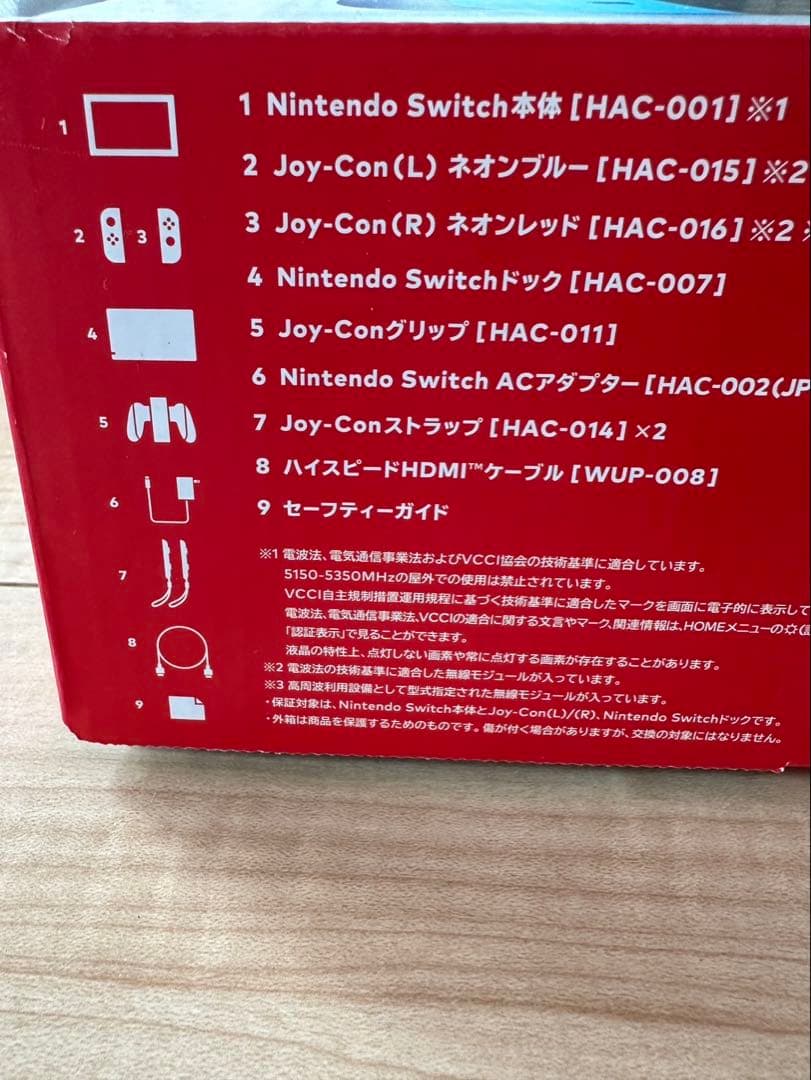 1 Nintendo Switch本体 [HAC-001] ※1
2 Joy-Con(L) ネオンブルー [HAC-015] ※2
3 Joy-Con(R) ネオンレッド [HAC-016] ※2
4 Nintendo Switchドック [HAC-007]
5 Joy-Conグリップ [HAC-011]
6 Nintendo Switch ACアダプター [HAC-002(JP
7 Joy-Conストラップ [HAC-014] ×2
8 ハイスピードHDMI™ケーブル [WUP-008]
9 セーフティーガイド
※1 電波法、電気通信事業法およびVCCI協会の技術基準に適合しています。
5150-5350MHzの屋外での使用は禁止されています。
VCCI自主規制措置運用規程に基づく技術基準に適合したマークを画面に電子的に表示して
電波法、電気通信事業法、VCCIの適合に関する文言やマーク、関連情報は、HOMEメニューの
「認証表示」で見ることができます。
液晶の特性上、点灯しない画素や常に点灯する画素が存在することがあります。
※2 電波法の技術基準に適合した無線モジュールが入っています。
※3 高周波利用設備として型式指定された無線モジュールが入っています。
・保証対象は、Nintendo Switch本体とJoy-Con(L)/(R)、Nintendo Switchドックです。
・外箱は商品を保護するためのものです。傷が付く場合がありますが、交換の対象にはなりません。
1
2
3
4
5
6
7
8
9